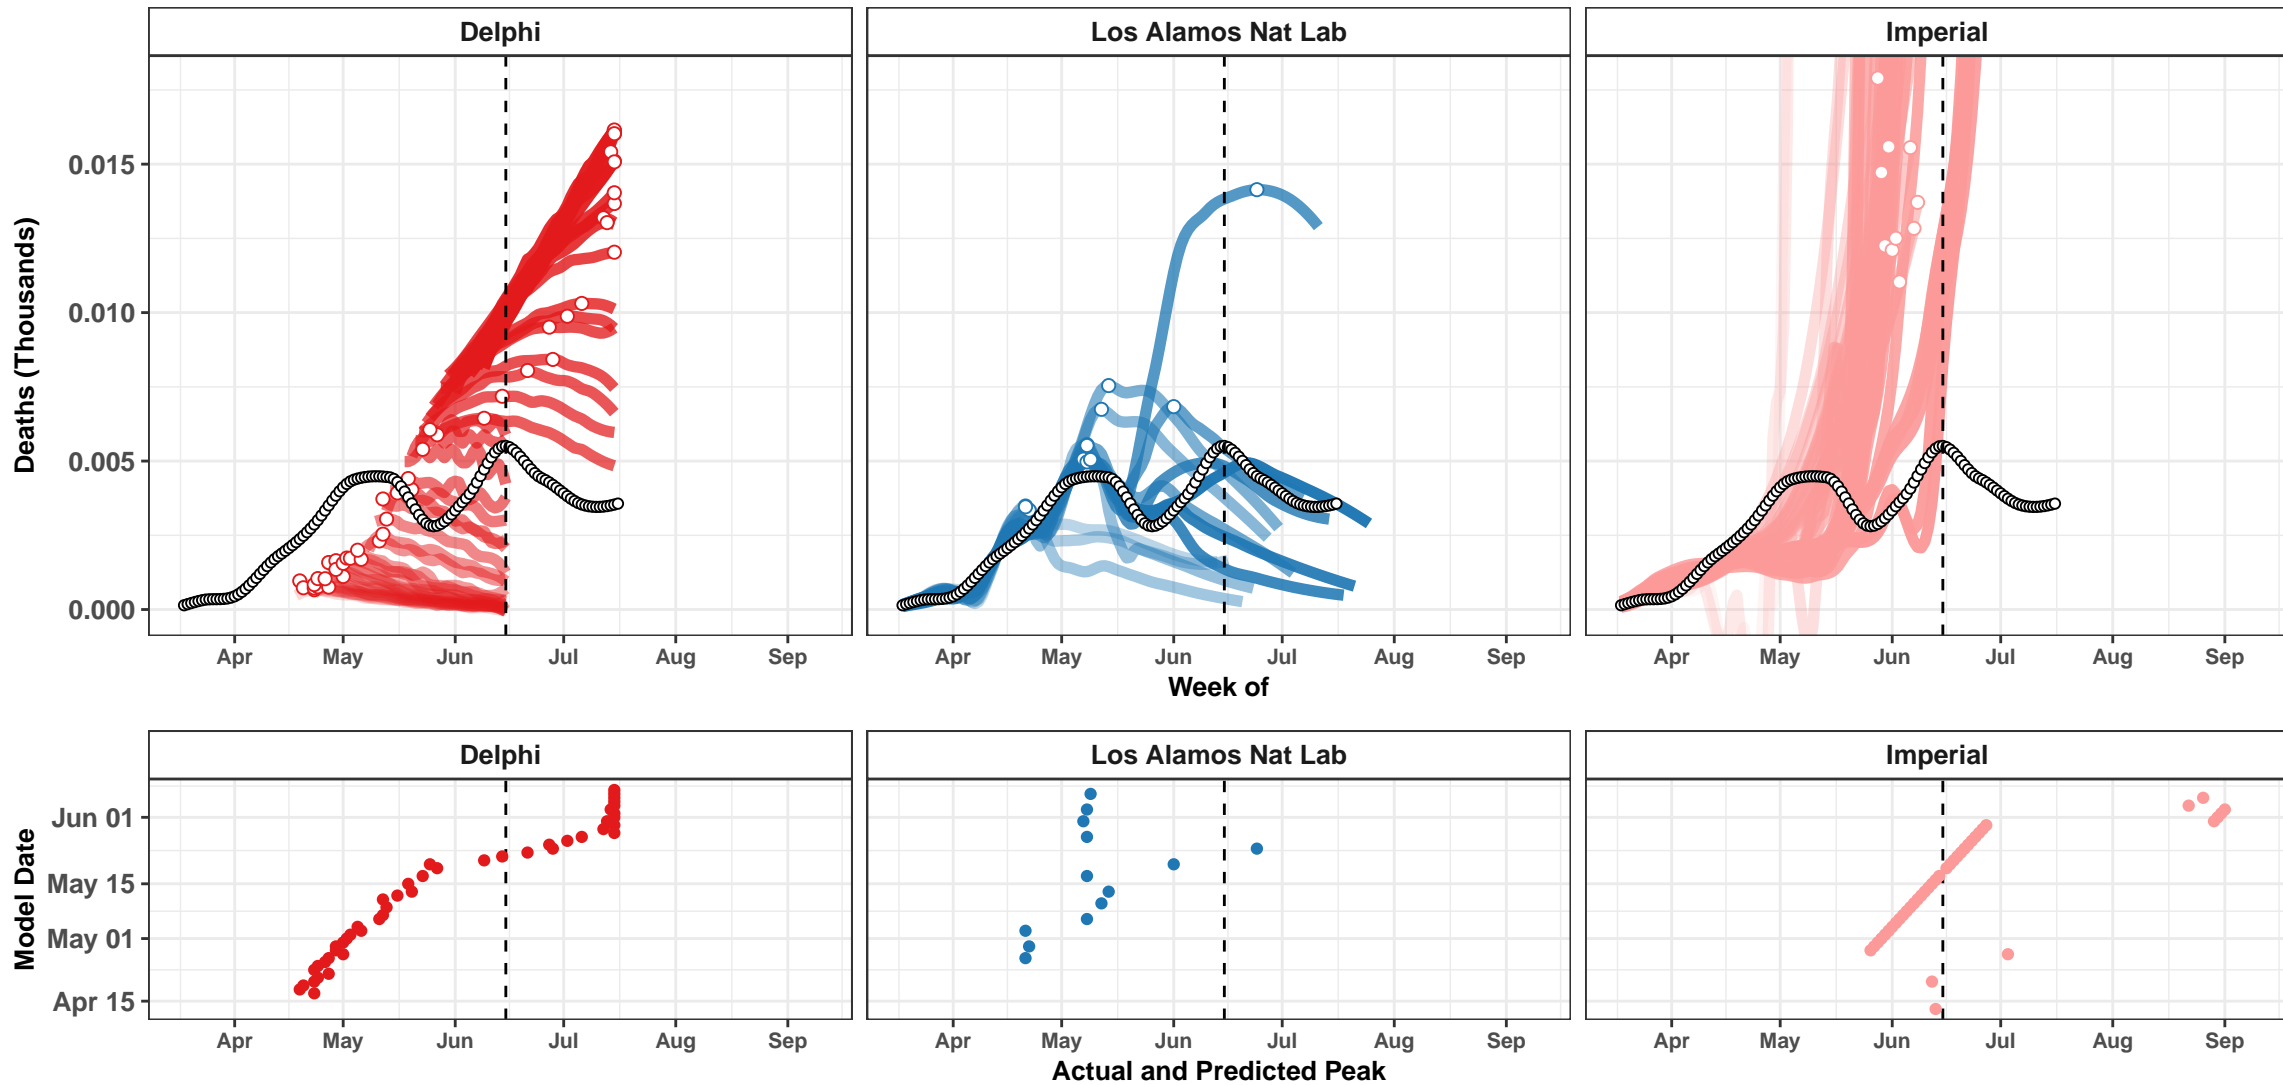 Delphi Los Alamos Nat Lab Imperial
Deaths (Thousands)
0.015
0.010
0.005
0.000
Apr May Jun Jul Aug Sep Apr May Jun Jul Aug Sep Apr May Jun Jul Aug Sep
Week of
Delphi Los Alamos Nat Lab Imperial
Model Date
Jun 01
May 15
May 01
Apr 15
Apr May Jun Jul Aug Sep Apr May Jun Jul Aug Sep Apr May Jun Jul Aug Sep
Actual and Predicted Peak